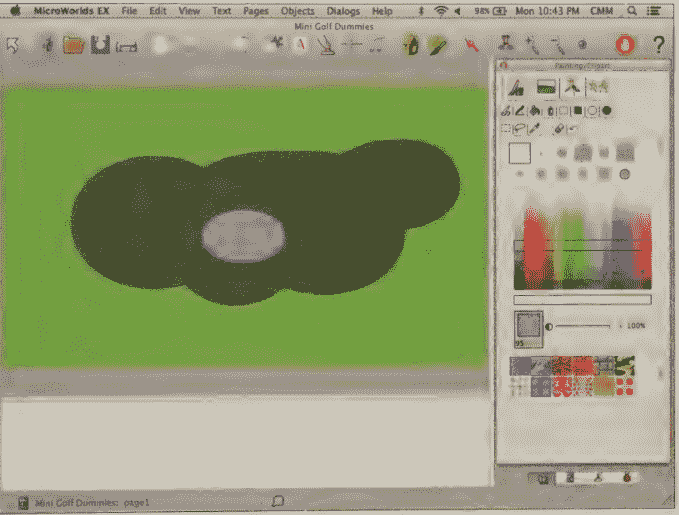 MicroWorlds EX File Edit View Text Pages Objects Dialogs Help 98% Mon 10:43 PM CMM
Mini Golf Dummies
Painting/Clipart
100%
95
Mini Golf Dummies: page1